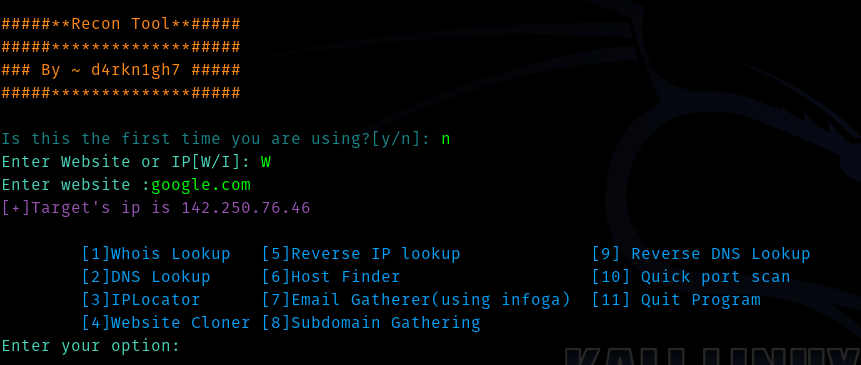 #####**Recon Tool**#####
#####**************#####
### By ~ d4rkn1gh7 #####
#####**************#####
Is this the first time you are using?[y/n]: n
Enter Website or IP[W/I]: W
Enter website :google.com
[+]Target's ip is 142.250.76.46
[1]Whois Lookup [5]Reverse IP lookup [9] Reverse DNS Lookup
[2]DNS Lookup [6]Host Finder [10] Quick port scan
[3]IPLocator [7]Email Gatherer(using infoga) [11] Quit Program
[4]Website Cloner [8]Subdomain Gathering
Enter your option:
KALI LINUX